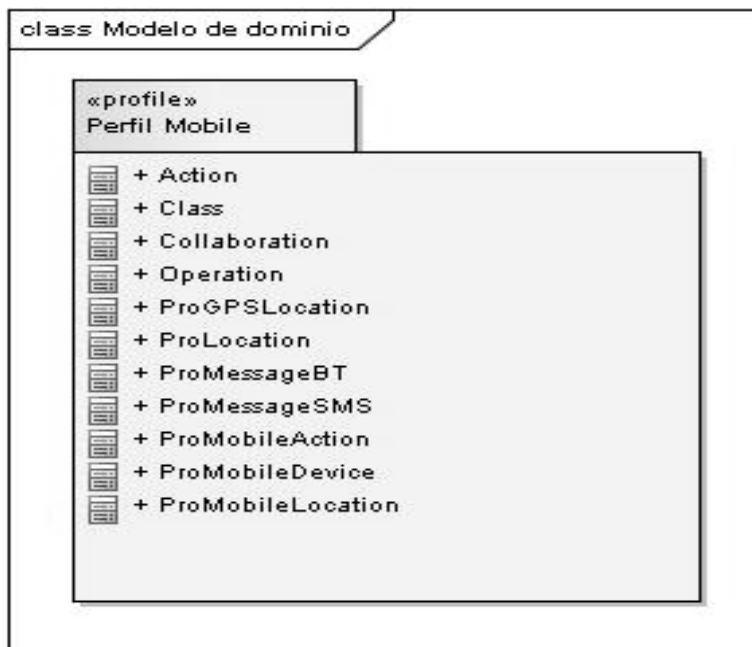 class Modelo de dominio
«profile»
Perfil Mobile
+ Action
+ Class
+ Collaboration
+ Operation
+ ProGPSLocation
+ ProLocation
+ ProMessageBT
+ ProMessageSMS
+ ProMobileAction
+ ProMobileDevice
+ ProMobileLocation